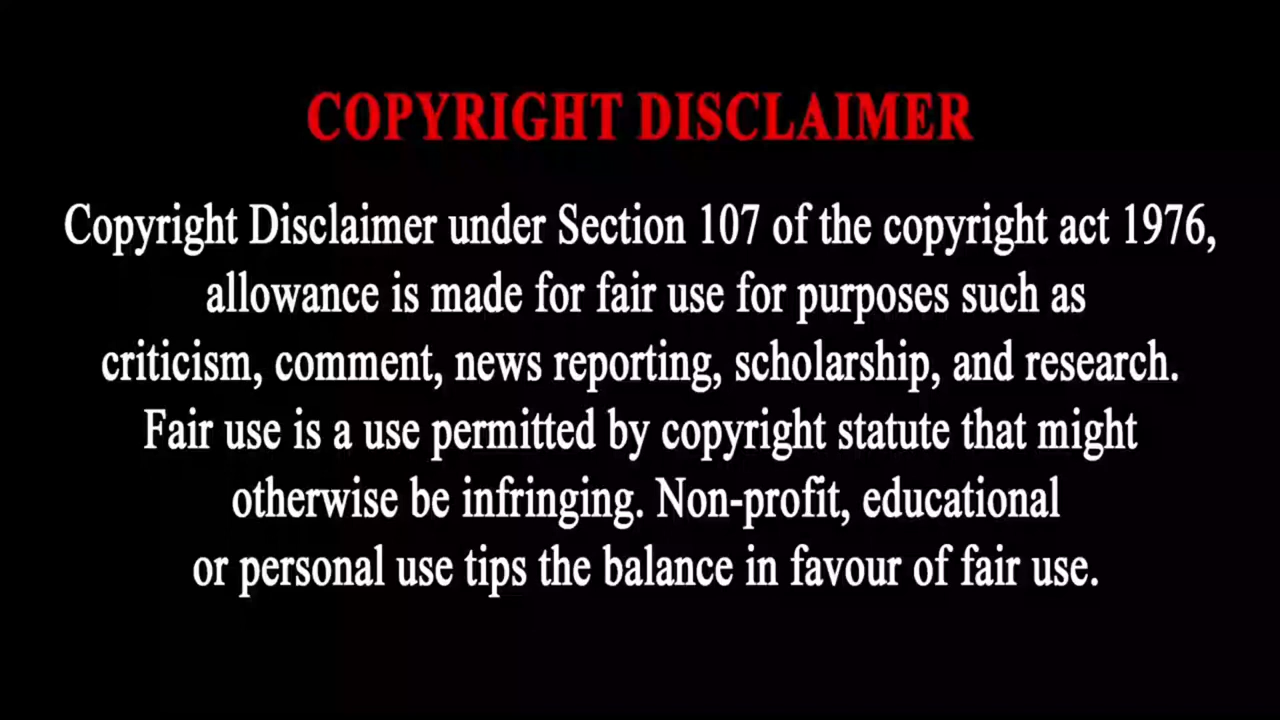 COPYRIGHT DISCLAIMER
Copyright Disclaimer under Section 107 of the copyright act 1976,
allowance is made for fair use for purposes such as
criticism, comment, news reporting, scholarship, and research.
Fair use is a use permitted by copyright statute that might
otherwise be infringing. Non-profit, educational
or personal use tips the balance in favour of fair use.